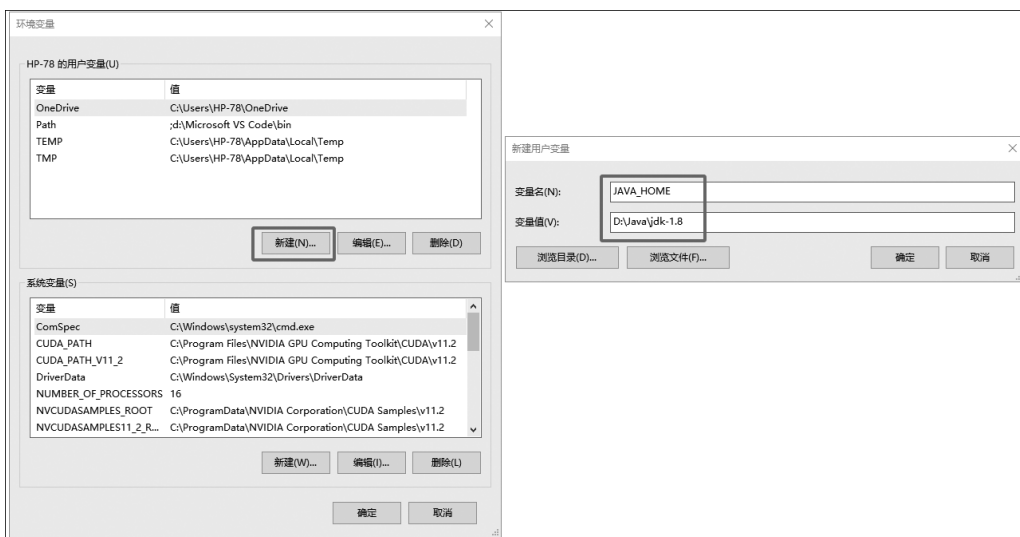 环境变量
HP-78 的用户变量(U)
变量 值
OneDrive C:\Users\HP-78\OneDrive
Path ;d:\Microsoft VS Code\bin
TEMP C:\Users\HP-78\AppData\Local\Temp
TMP C:\Users\HP-78\AppData\Local\Temp
新建(N)... 编辑(E)... 删除(D)
系统变量(S)
变量 值
ComSpec C:\Windows\system32\cmd.exe
CUDA_PATH C:\Program Files\NVIDIA GPU Computing Toolkit\CUDA\v11.2
CUDA_PATH_V11_2 C:\Program Files\NVIDIA GPU Computing Toolkit\CUDA\v11.2
DriverData C:\Windows\System32\Drivers\DriverData
NUMBER_OF_PROCESSORS 16
NVCUDASAMPLES_ROOT C:\ProgramData\NVIDIA Corporation\CUDA Samples\v11.2
NVCUDASAMPLES11_2_R... C:\ProgramData\NVIDIA Corporation\CUDA Samples\v11.2
新建(W)... 编辑(I)... 删除(L)
确定 取消
新建用户变量
变量名(N): JAVA_HOME
变量值(V): D:\Java\jdk-1.8
浏览目录(D)... 浏览文件(F)... 确定 取消